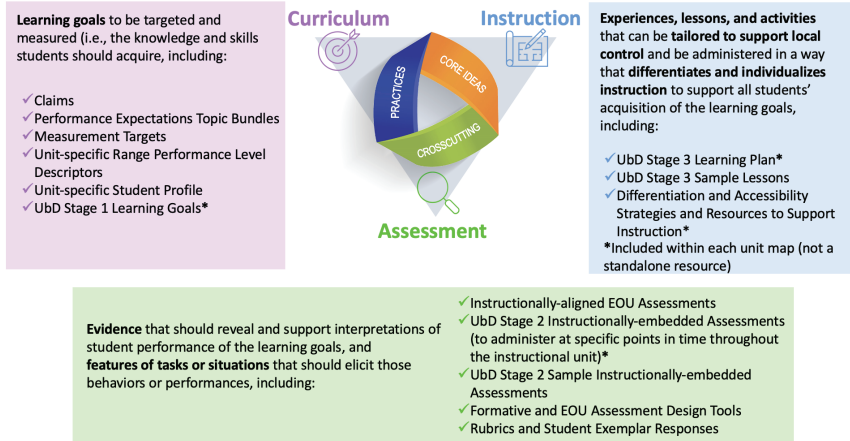 Curriculum
Instruction
Learning goals to be targeted and
measured (i.e., the knowledge and skills
students should acquire, including:
Claims
Performance Expectations Topic Bundles
Measurement Targets
Unit-specific Range Performance Level
Descriptors
Unit-specific Student Profile
UbD Stage 1 Learning Goals*
PRACTICES
CORE IDEAS
CROSSCUTTING
Assessment
Experiences, lessons, and activities
that can be tailored to support local
control and be administered in a way
that differentiates and individualizes
instruction to support all students’
acquisition of the learning goals,
including:
UbD Stage 3 Learning Plan*
UbD Stage 3 Sample Lessons
Differentiation and Accessibility
Strategies and Resources to Support
Instruction*
*Included within each unit map (not a
standalone resource)
Evidence that should reveal and support interpretations of
student performance of the learning goals, and
features of tasks or situations that should elicit those
behaviors or performances, including:
Instructionally-aligned EOU Assessments
UbD Stage 2 Instructionally-embedded Assessments
(to administer at specific points in time throughout
the instructional unit)*
UbD Stage 2 Sample Instructionally-embedded
Assessments
Formative and EOU Assessment Design Tools
Rubrics and Student Exemplar Responses